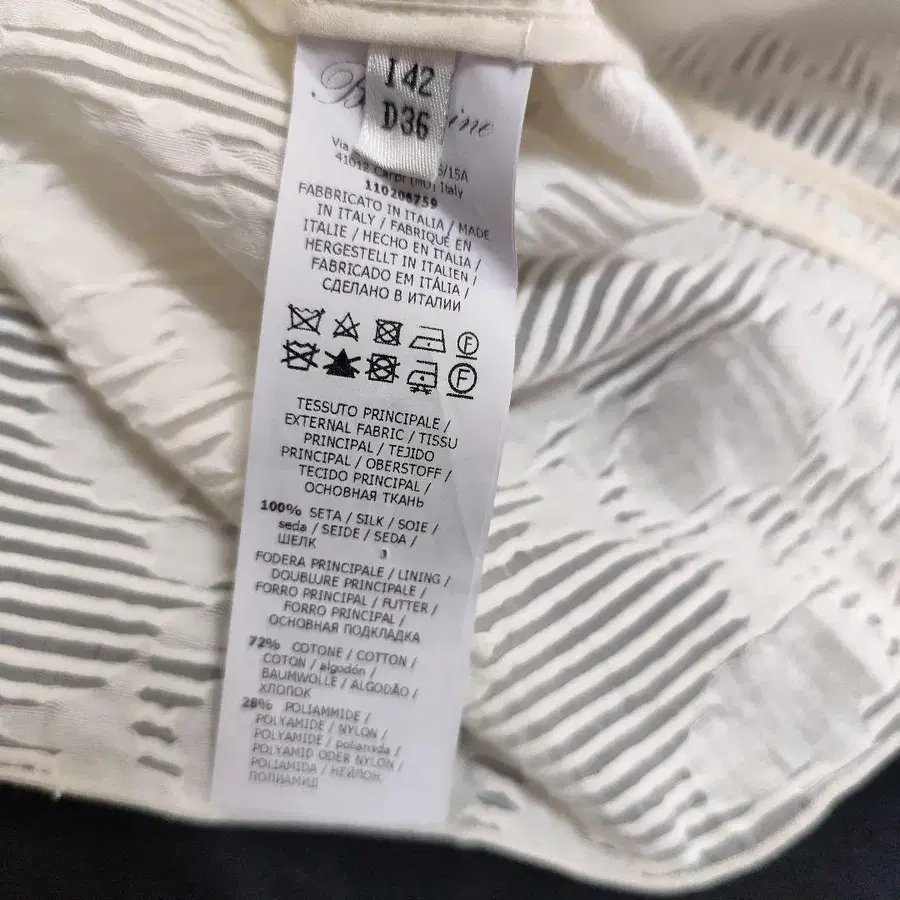 I 42
D36
Via 5/15A
41012 Carpi (MO) Italy
110206759
FABBRICATO IN ITALIA / MADE
IN ITALY / FABRIQUÉ EN
ITALIE / HECHO EN ITALIA /
HERGESTELLT IN ITALIEN /
FABRICADO EM ITÁLIA /
СДЕЛАНО В ИТАЛИИ
F
F
TESSUTO PRINCIPALE /
EXTERNAL FABRIC / TISSU
PRINCIPAL / TEJIDO
PRINCIPAL / OBERSTOFF /
TECIDO PRINCIPAL /
ОСНОВНАЯ ТКАНЬ
100% SETA / SILK / SOIE /
seda / SEIDE / SEDA /
ШЕЛК
FODERA PRINCIPALE / LINING /
DOUBLURE PRINCIPALE /
FORRO PRINCIPAL / FUTTER /
FORRO PRINCIPAL /
ОСНОВНАЯ ПОДКЛАДКА
72% COTONE / COTTON /
COTON / algodón /
BAUMWOLLE / ALGODÃO /
ХЛОПОК
28% POLIAMMIDE /
POLYAMIDE / NYLON /
POLYAMIDE / poliamida /
POLYAMID ODER NYLON /
POLIAMIDA / НЕЙЛОН,
ПОЛИАМИД